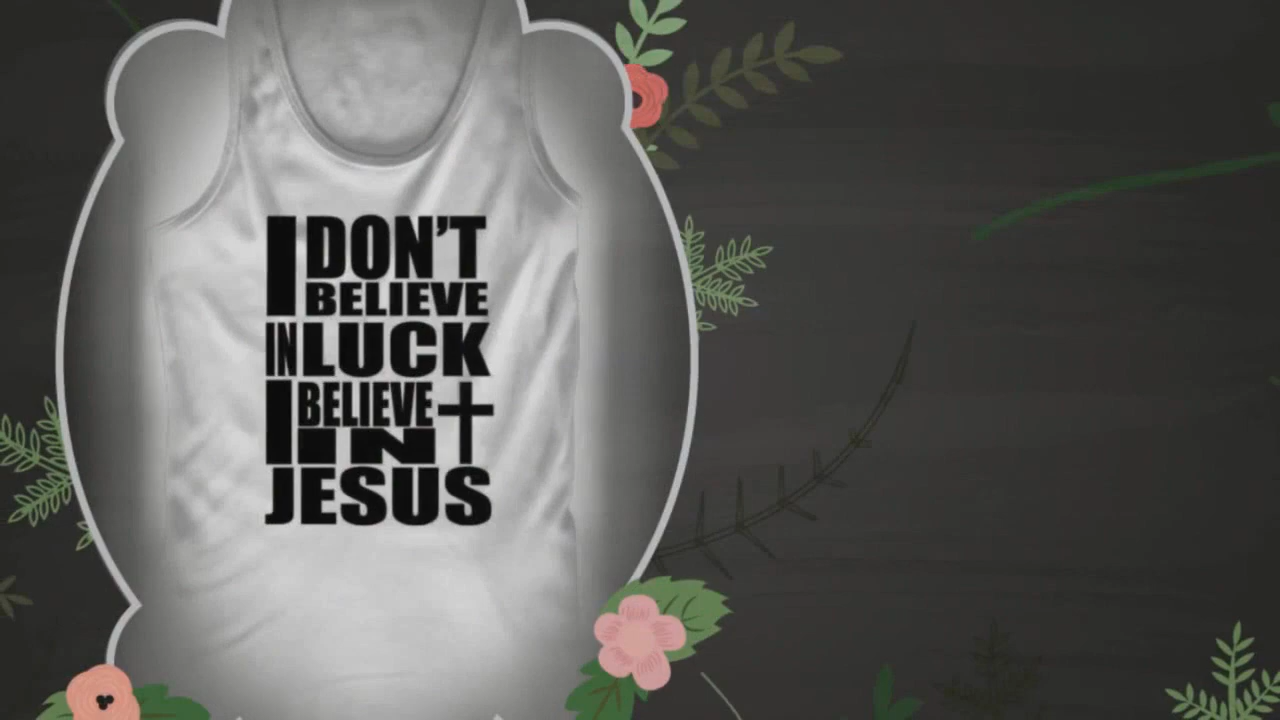 I DON'T
BELIEVE
IN LUCK
I BELIEVE
IN
JESUS